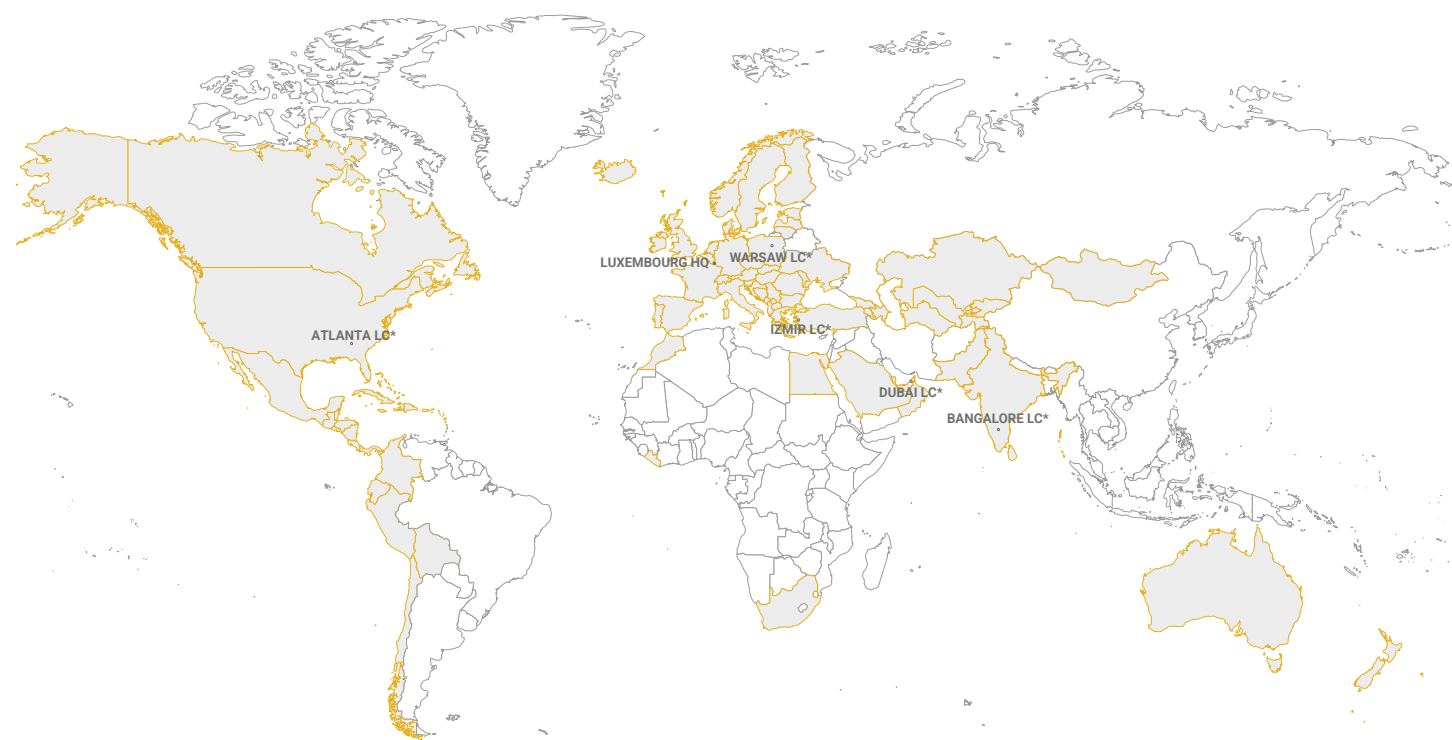 LUXEMBOURG HQ
WARSAW LC*
ATLANTA LC*
IZMIR LC*
DUBAI LC*
BANGALORE LC*